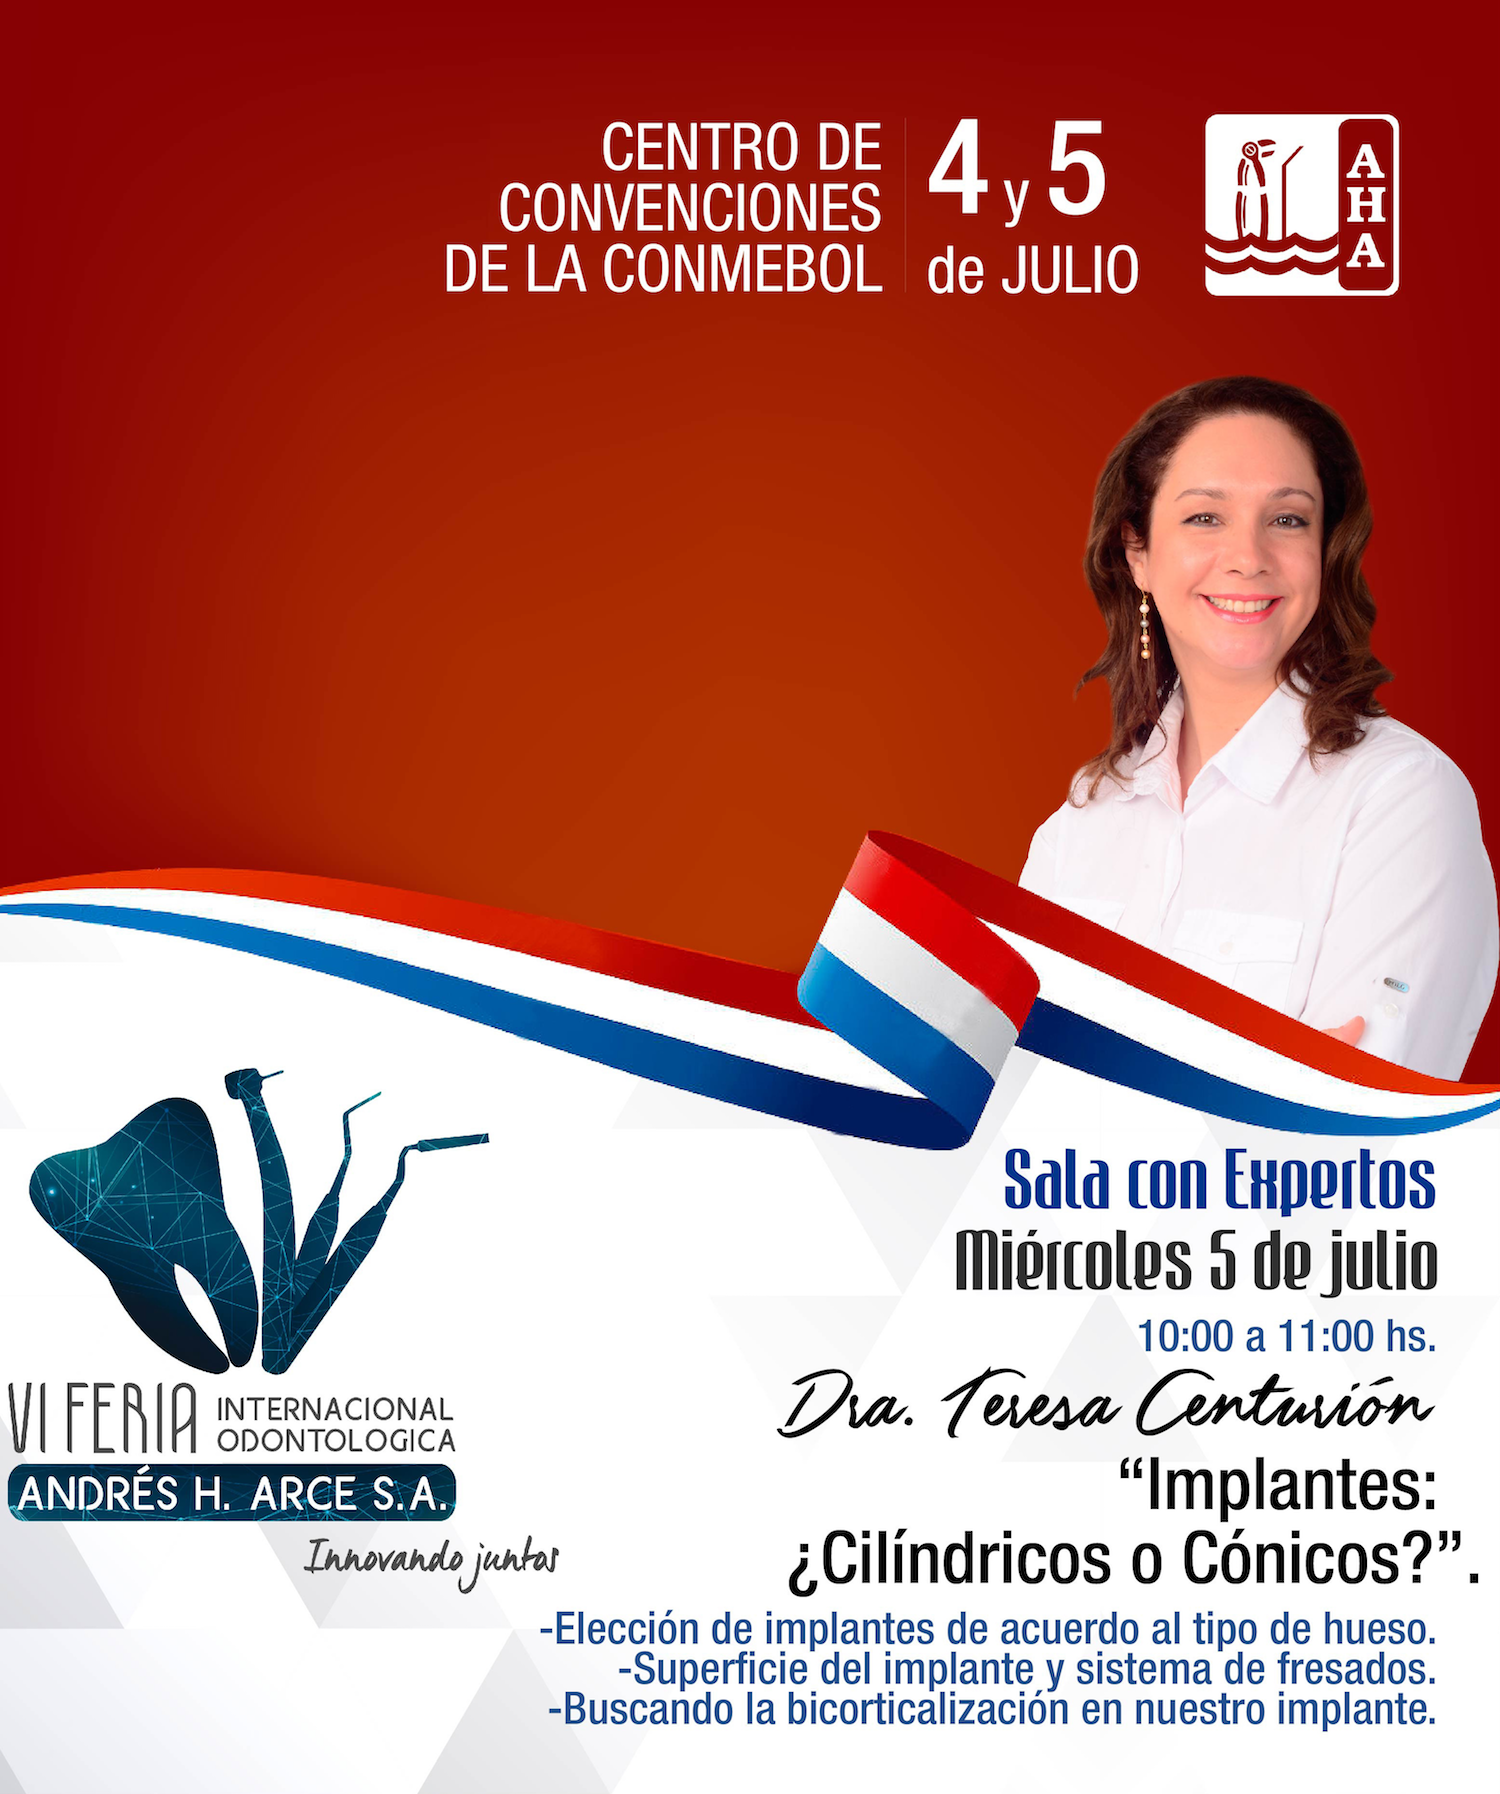 CENTRO DE
CONVENCIONES
DE LA CONMEBOL
4 y 5
de JULIO
AHA
Sala con Expertos
Miércoles 5 de julio
10:00 a 11:00 hs.
Dra. Teresa Centurión
“Implantes:
¿Cilíndricos o Cónicos?”.
-Elección de implantes de acuerdo al tipo de hueso.
-Superficie del implante y sistema de fresados.
-Buscando la bicorticalización en nuestro implante.
VI FERIA INTERNACIONAL
ODONTOLOGICA
ANDRÉS H. ARCE S.A.
Innovando juntos